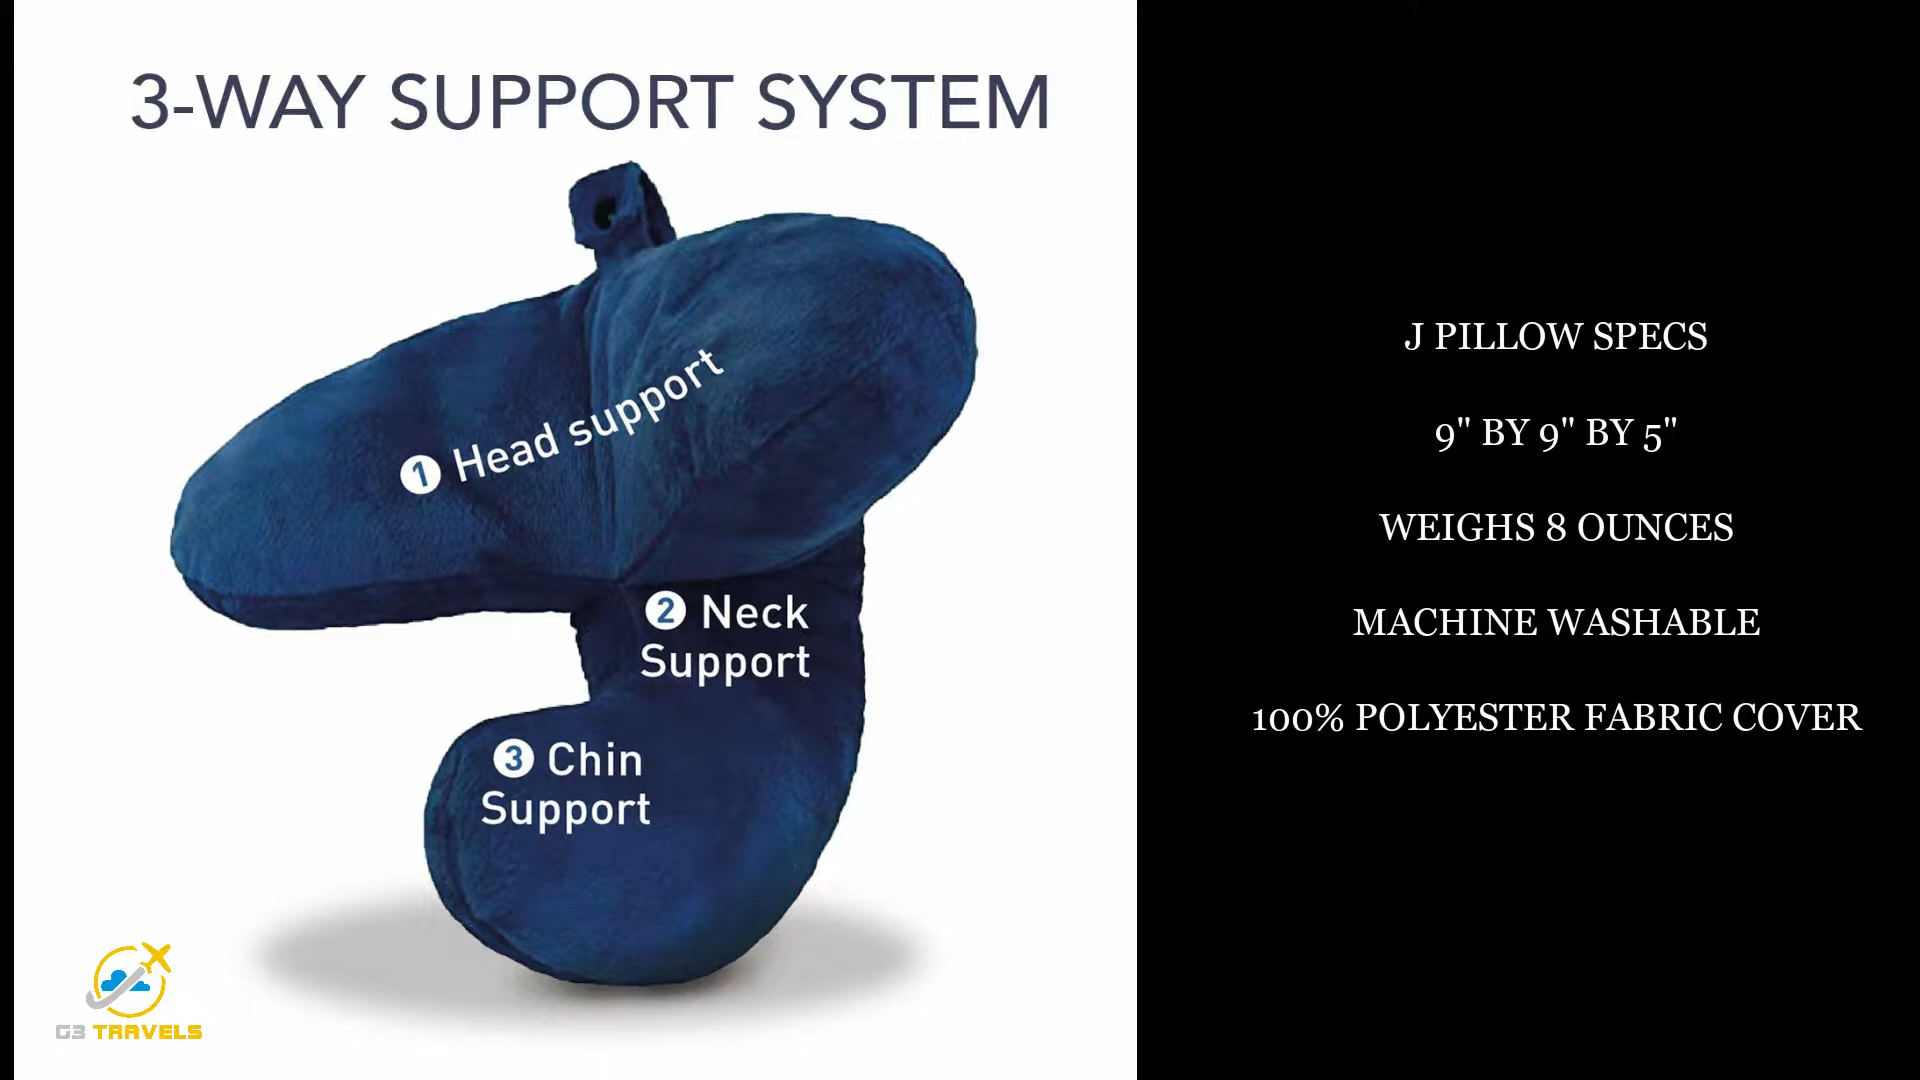 3-WAY SUPPORT SYSTEM
1 Head support
2 Neck
Support
3 Chin
Support
G3 TRAVELS
J PILLOW SPECS
9" BY 9" BY 5"
WEIGHS 8 OUNCES
MACHINE WASHABLE
100% POLYESTER FABRIC COVER